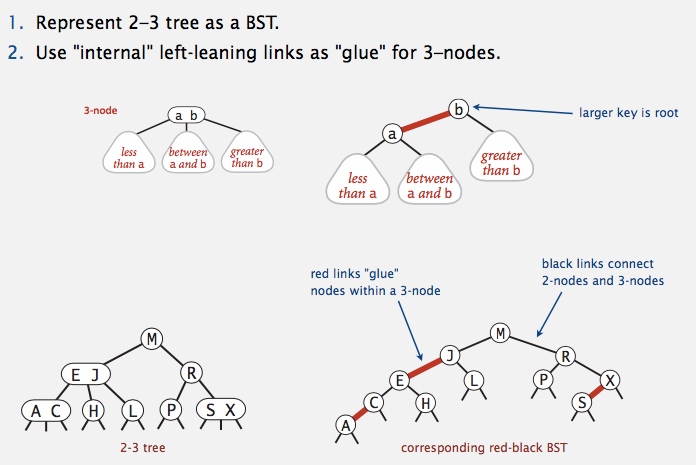 1. Represent 2–3 tree as a BST.
2. Use "internal" left-leaning links as "glue" for 3–nodes.
3-node
a b
less
than a
between
a and b
greater
than b
b
larger key is root
a
less
than a
between
a and b
greater
than b
red links "glue"
nodes within a 3-node
black links connect
2-nodes and 3-nodes
M
E J
R
A C
H
L
P
S X
2-3 tree
M
J
R
E
L
P
X
C
H
S
A
corresponding red-black BST